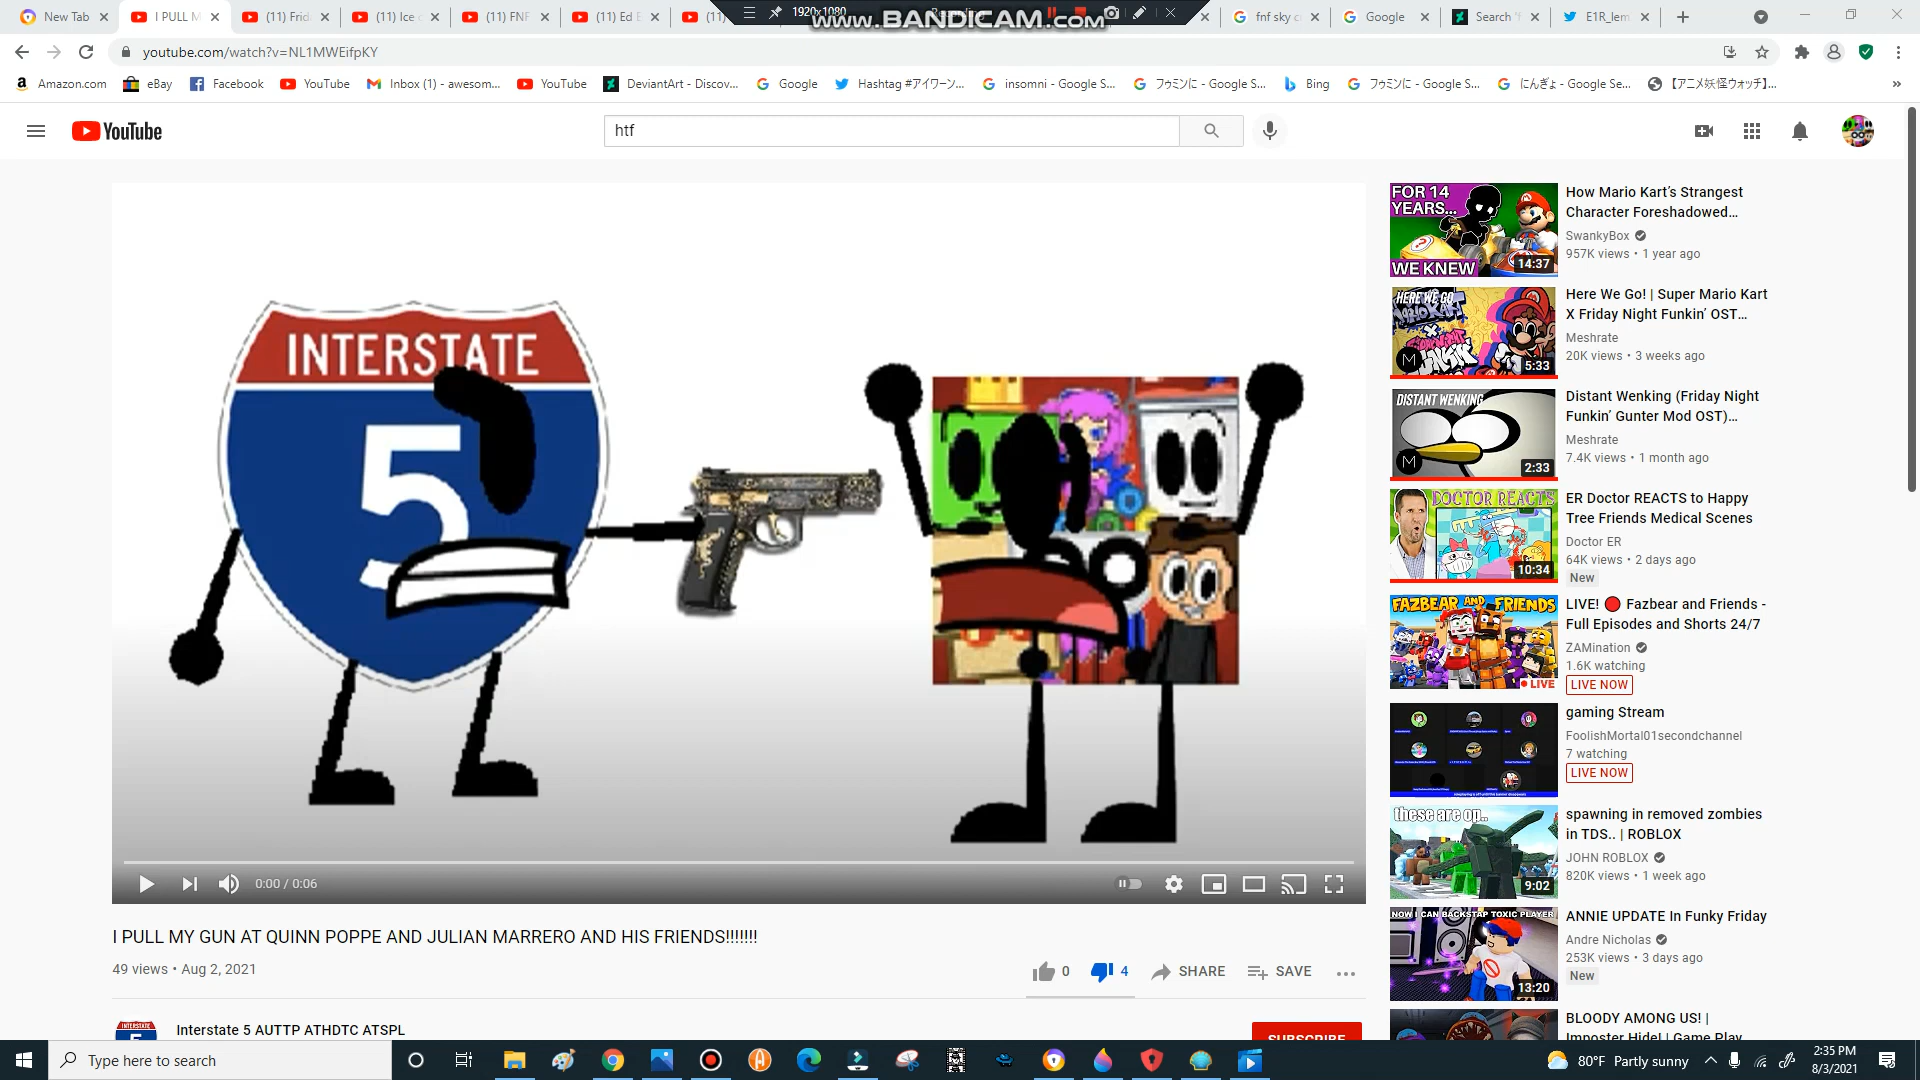 1920x1080
www.BANDICAM.com
New Tab
I PULL M
(11) Frid
(11) Ice c
(11) FNF
(11) Ed E
(11)
fnf sky c
Google
Search 'f
E1R_lem
youtube.com/watch?v=NL1MWEifpKY
Amazon.com
eBay
Facebook
YouTube
Inbox (1) - awesom...
YouTube
DeviantArt - Discov...
Google
Hashtag #アイワーン...
insomni - Google S...
フゥミンに - Google S...
Bing
フゥミンに - Google S...
にんぎょ - Google Se...
【アニメ妖怪ウォッチ】...
YouTube
htf
INTERSTATE
5
0:00 / 0:06
I PULL MY GUN AT QUINN POPPE AND JULIAN MARRERO AND HIS FRIENDS!!!!!!!
49 views • Aug 2, 2021
0
4
SHARE
SAVE
INTERSTATE
5
Interstate 5 AUTTP ATHDTC ATSPL
SUBSCRIBE
FOR 14
YEARS...
WE KNEW
14:37
How Mario Kart's Strangest
Character Foreshadowed...
SwankyBox
957K views • 1 year ago
HERE WE GO
5:33
Here We Go! | Super Mario Kart
X Friday Night Funkin' OST...
Meshrate
20K views • 3 weeks ago
DISTANT WENKING
2:33
Distant Wenking (Friday Night
Funkin' Gunter Mod OST)...
Meshrate
7.4K views • 1 month ago
DOCTOR REACTS
10:34
ER Doctor REACTS to Happy
Tree Friends Medical Scenes
Doctor ER
64K views • 2 days ago
New
FAZBEAR AND FRIENDS
LIVE
LIVE! 🔴 Fazbear and Friends -
Full Episodes and Shorts 24/7
ZAMination
1.6K watching
LIVE NOW
gaming Stream
FoolishMortal01secondchannel
7 watching
LIVE NOW
these are op..
9:02
spawning in removed zombies
in TDS.. | ROBLOX
JOHN ROBLOX
820K views • 1 week ago
NOW I CAN BACKSTAP TOXIC PLAYER
13:20
ANNIE UPDATE In Funky Friday
Andre Nicholas
253K views • 3 days ago
New
BLOODY AMONG US! |
Imposter Hide! | Game Play
Type here to search
80°F Partly sunny
2:35 PM
8/3/2021